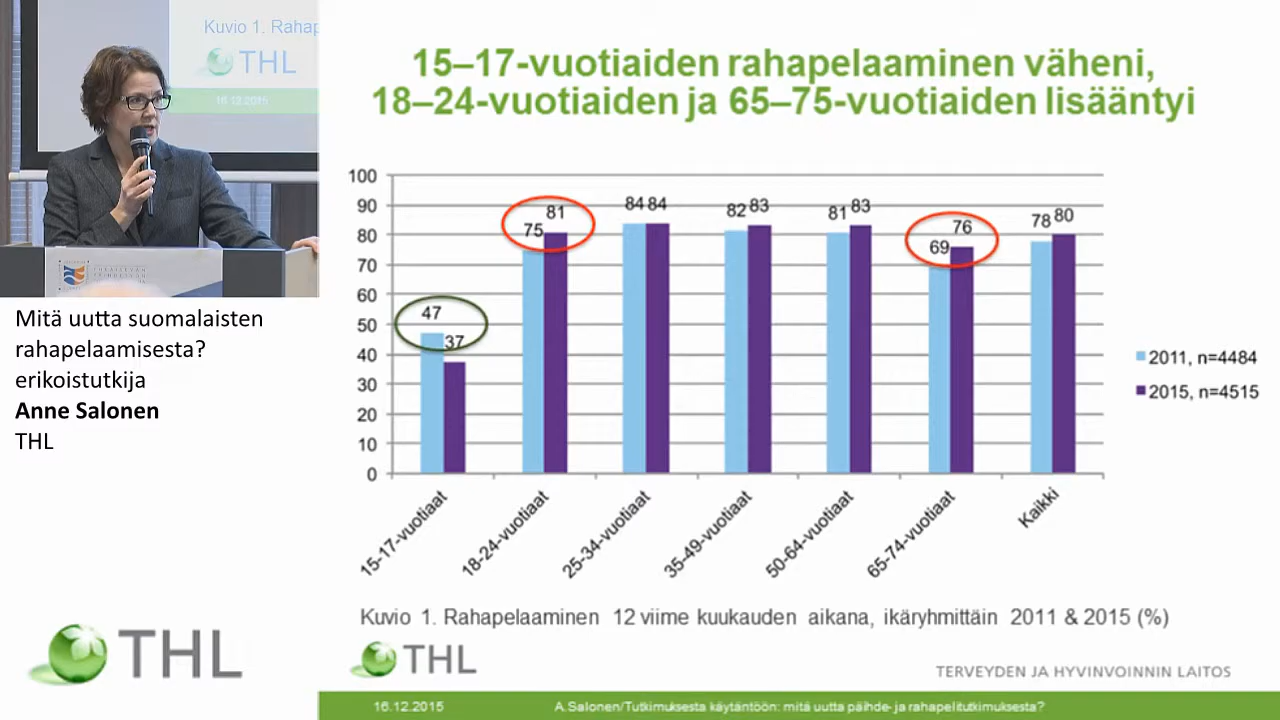 Kuvio 1. Rahap
THL
16.12.2015
Mitä uutta suomalaisten
rahapelaamisesta?
erikoistutkija
Anne Salonen
THL
THL
15–17-vuotiaiden rahapelaaminen väheni,
18–24-vuotiaiden ja 65–75-vuotiaiden lisääntyi
100
90
80
70
60
50
40
30
20
10
0
47
37
75
81
84
84
82
83
81
83
69
76
78
80
15-17-vuotiaat
18-24-vuotiaat
25-34-vuotiaat
35-49-vuotiaat
50-64-vuotiaat
65-74-vuotiaat
Kaikki
2011, n=4484
2015, n=4515
Kuvio 1. Rahapelaaminen 12 viime kuukauden aikana, ikäryhmittäin 2011 & 2015 (%)
THL
TERVEYDEN JA HYVINVOINNIN LAITOS
16.12.2015
A.Salonen/Tutkimuksesta käytäntöön: mitä uutta päihde- ja rahapelitutkimuksesta?